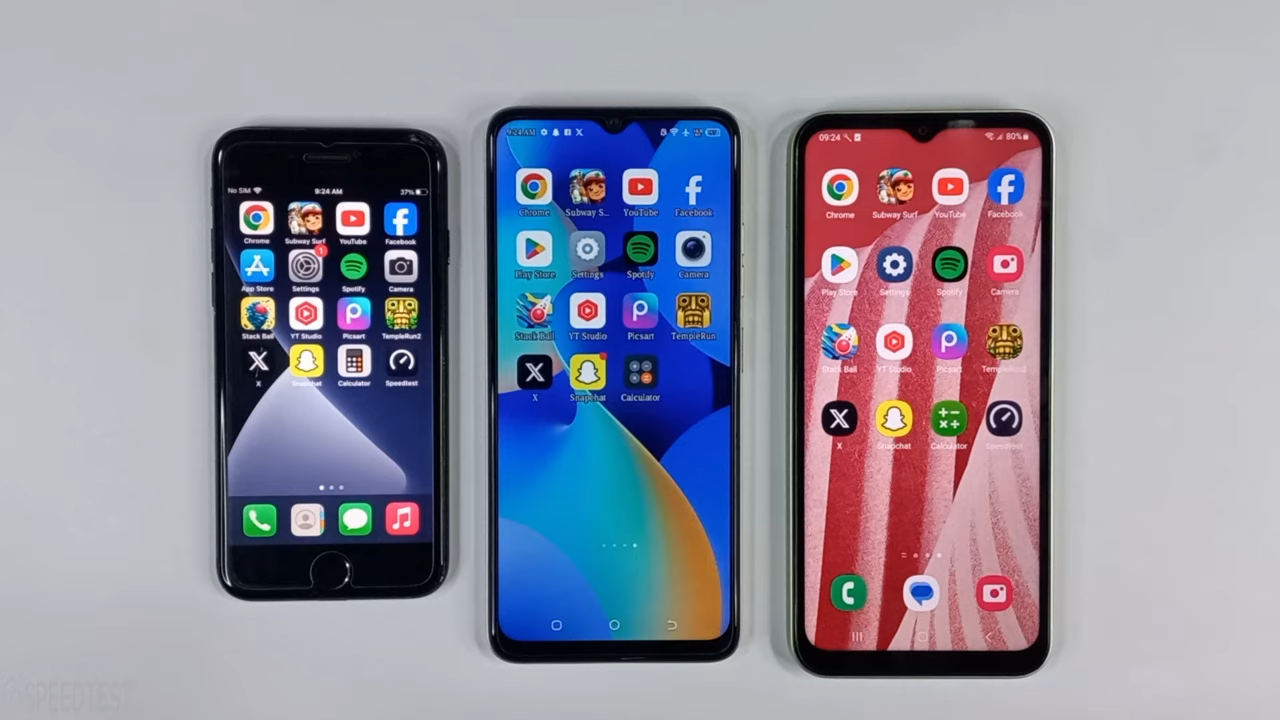 No SIM 9:24 AM 37%
Chrome Subway Surf YouTube Facebook
App Store Settings 1 Spotify Camera
Stack Ball YT Studio Picsart TempleRun2
X Snapchat Calculator Speedtest
9:24 AM
Chrome Subway S... YouTube Facebook
Play Store Settings Spotify Camera
Stack Ball YT Studio Picsart TempleRun
X Snapchat Calculator
09:24 80%
Chrome Subway Surf YouTube Facebook
Play Store Settings Spotify Camera
Stack Ball YT Studio Picsart TempleRun2
X Snapchat Calculator Speedtest
SPEEDTEST